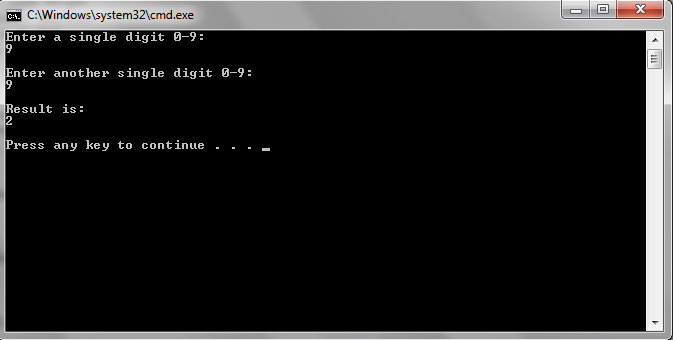 C:\Windows\system32\cmd.exe
Enter a single digit 0-9:
9
Enter another single digit 0-9:
9
Result is:
2
Press any key to continue . . . _